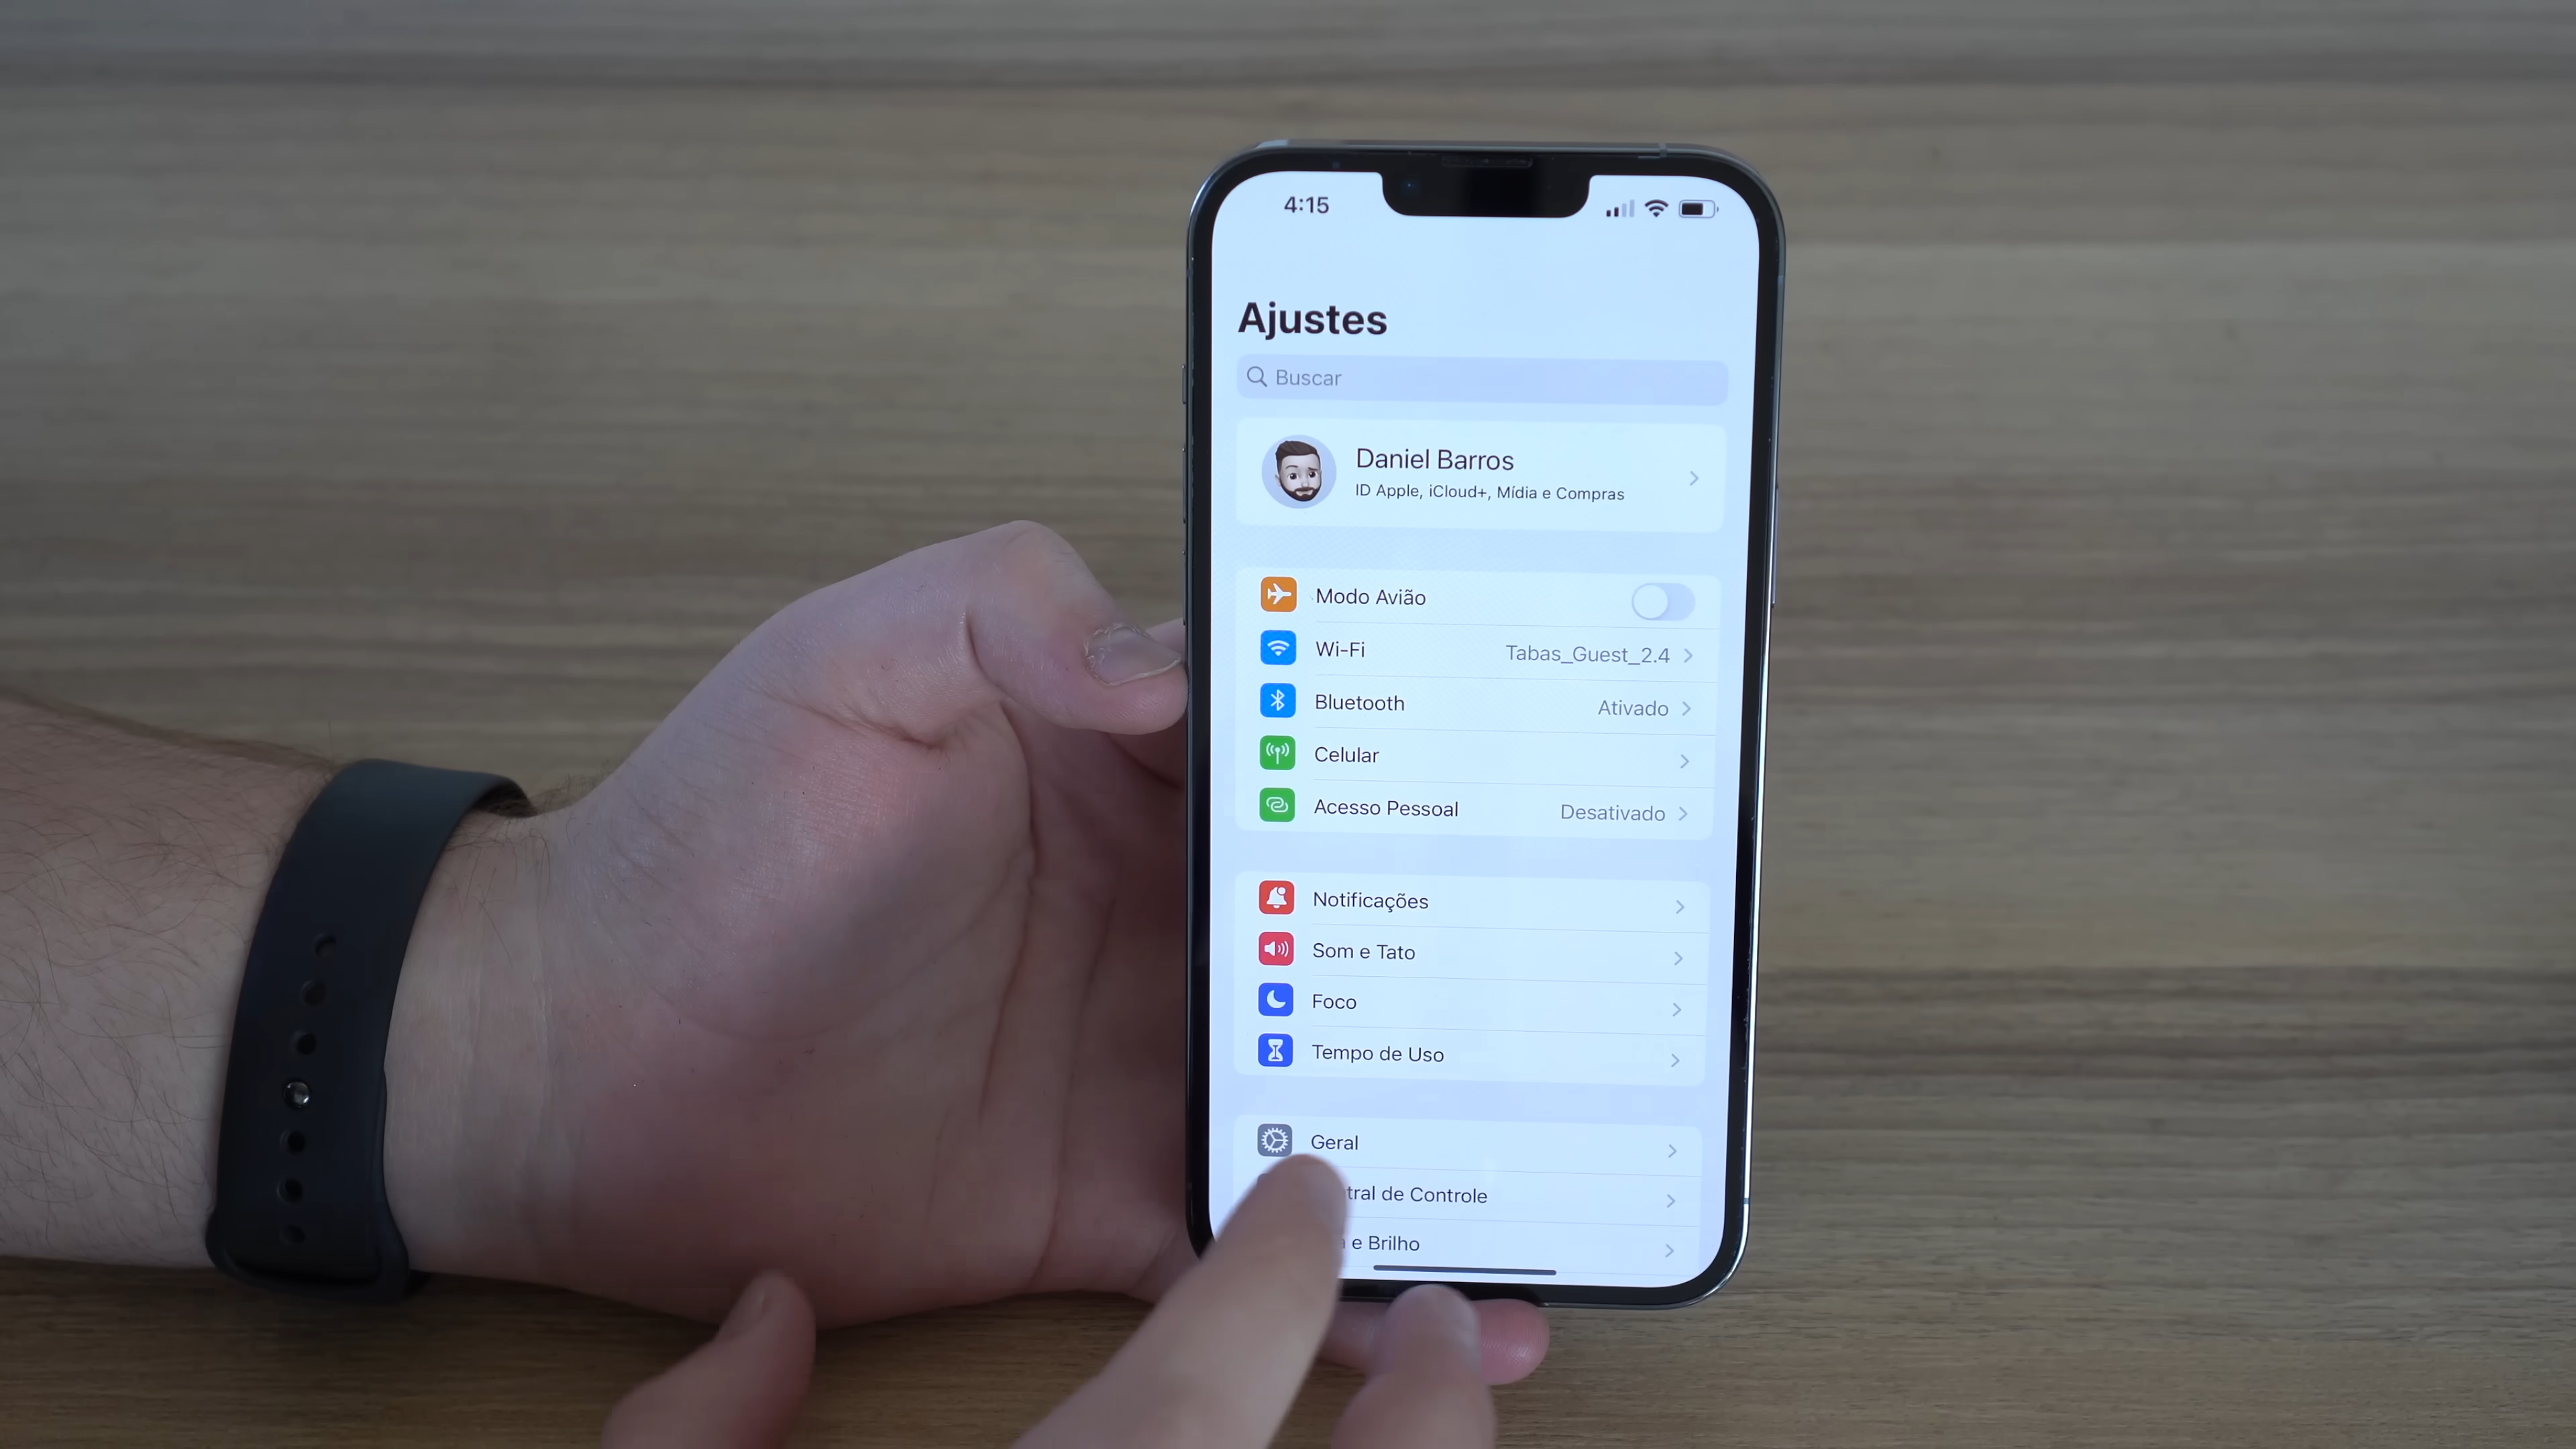 4:15
Ajustes
Buscar
Daniel Barros
ID Apple, iCloud+, Mídia e Compras
Modo Avião
Wi-Fi Tabas_Guest_2.4
Bluetooth Ativado
Celular
Acesso Pessoal Desativado
Notificações
Som e Tato
Foco
Tempo de Uso
Geral
tral de Controle
e Brilho